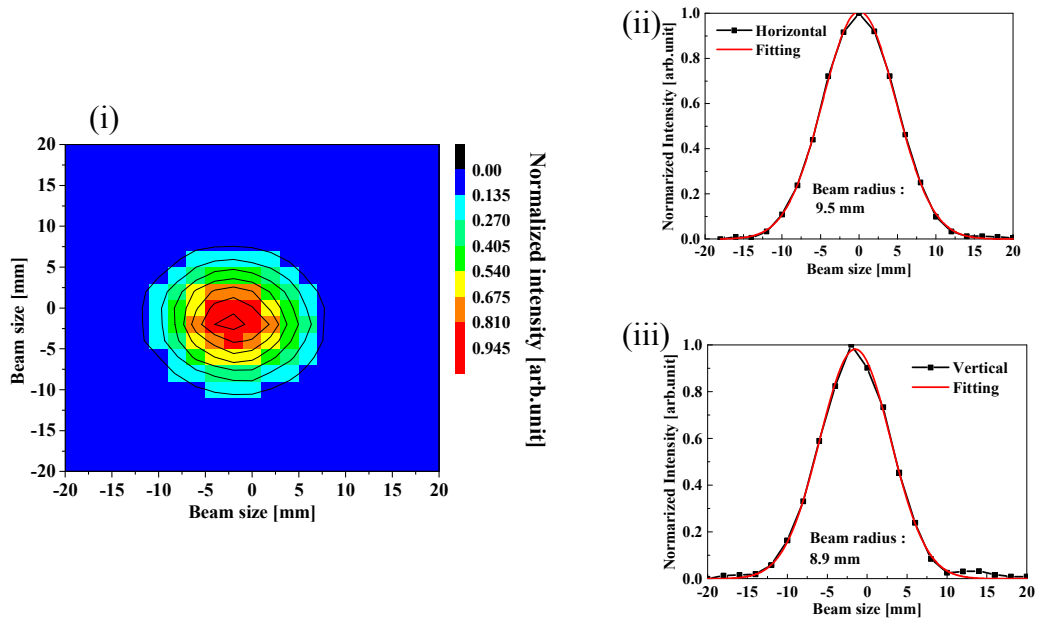 (i)
20
15
10
5
0
-5
-10
-15
-20
-20
-15
-10
-5
0
5
10
15
20
Beam size [mm]
Beam size [mm]
0.00
0.135
0.270
0.405
0.540
0.675
0.810
0.945
Normalized intensity [arb.unit]
(ii)
1.0
0.8
0.6
0.4
0.2
0.0
Normarized Intensity [arb.unit]
Horizontal
Fitting
Beam radius :
9.5 mm
-20 -15 -10 -5 0 5 10 15 20
Beam size [mm]
(iii)
1.0
0.8
0.6
0.4
0.2
0.0
Normarized Intensity [arb.unit]
Vertical
Fitting
Beam radius :
8.9 mm
-20 -15 -10 -5 0 5 10 15 20
Beam size [mm]